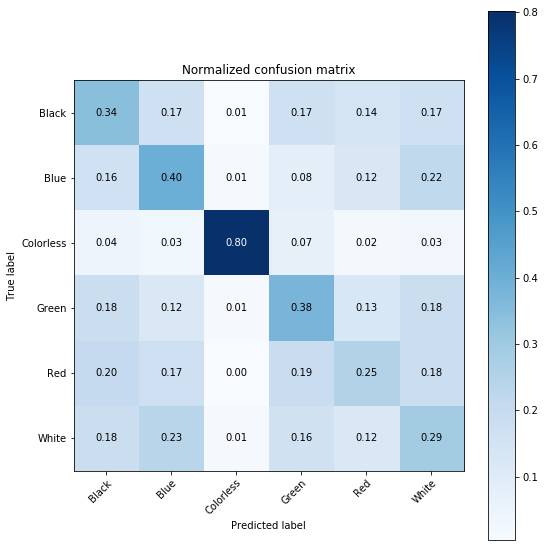 Normalized confusion matrix
Black 0.34 0.17 0.01 0.17 0.14 0.17
Blue 0.16 0.40 0.01 0.08 0.12 0.22
Colorless 0.04 0.03 0.80 0.07 0.02 0.03
Green 0.18 0.12 0.01 0.38 0.13 0.18
Red 0.20 0.17 0.00 0.19 0.25 0.18
White 0.18 0.23 0.01 0.16 0.12 0.29
True label
Black Blue Colorless Green Red White
Predicted label
0.8
0.7
0.6
0.5
0.4
0.3
0.2
0.1